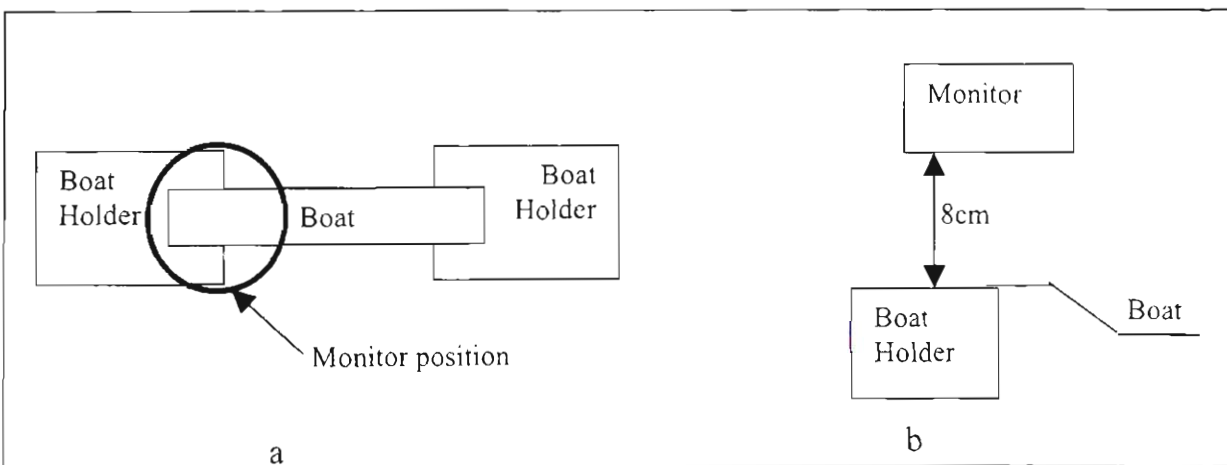 Boat
Holder
Boat
Boat
Holder
Monitor position
a
Monitor
8cm
Boat
Holder
Boat
b